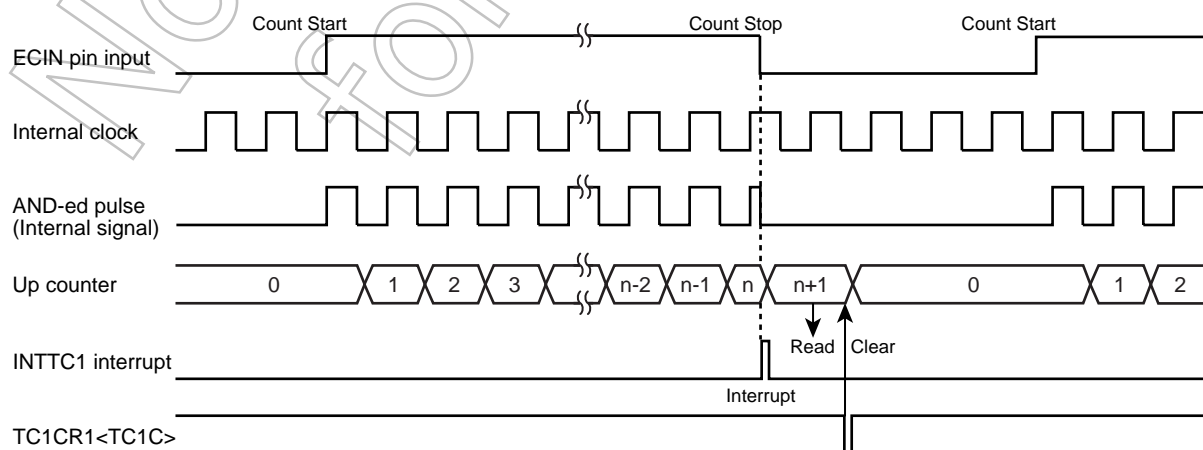 Count Start Count Stop Count Start
ECIN pin input
Internal clock
AND-ed pulse
(Internal signal)
Up counter 0 1 2 3 n-2 n-1 n n+1 0 1 2
Read Clear
INTTC1 interrupt
Interrupt
TC1CR1<TC1C>